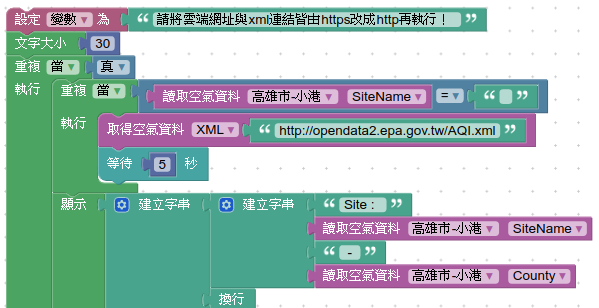 設定 變數 為 “ 請將雲端網址與xml連結皆由https改成http再執行！ ”
文字大小 30
重複 當 真
執行 重複 當 讀取空氣資料 高雄市-小港 SiteName = “ ”
執行 取得空氣資料 XML “ http://opendata2.epa.gov.tw/AQI.xml ”
等待 5 秒
顯示 建立字串 建立字串 “ Site： ”
讀取空氣資料 高雄市-小港 SiteName
“ - ”
讀取空氣資料 高雄市-小港 County
換行